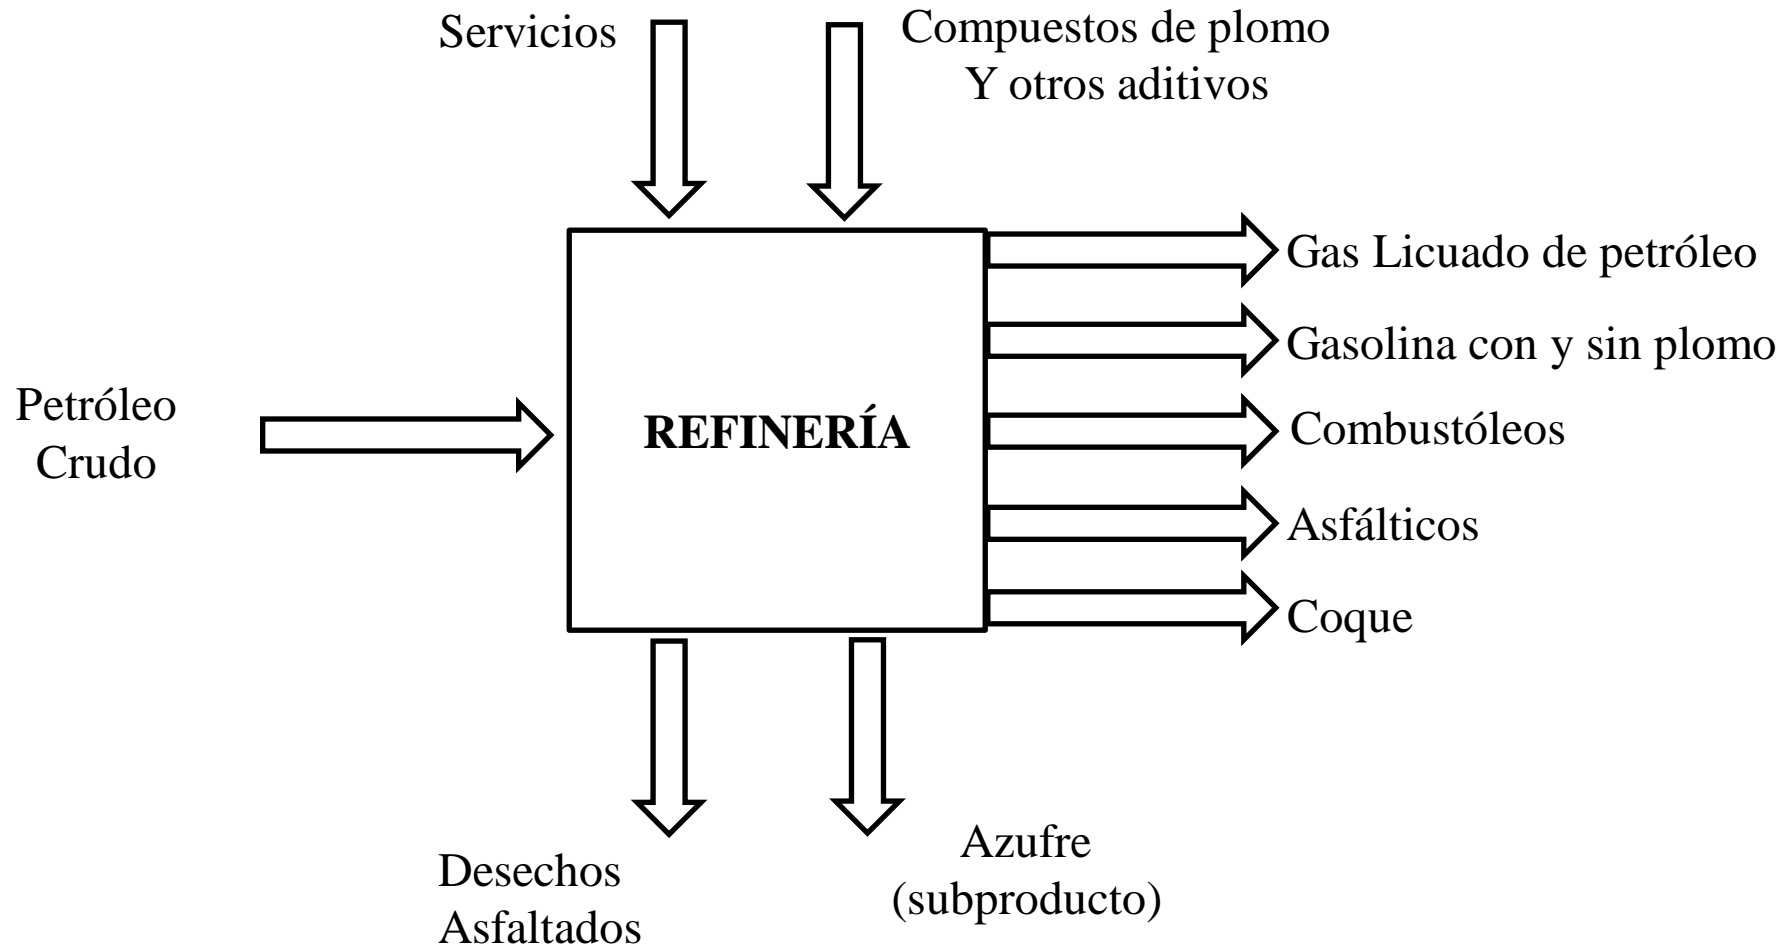 Servicios
Compuestos de plomo
Y otros aditivos
Gas Licuado de petróleo
Gasolina con y sin plomo
Petróleo
Crudo
REFINERÍA
Combustóleos
Asfálticos
Coque
Desechos
Asfaltados
Azufre
(subproducto)